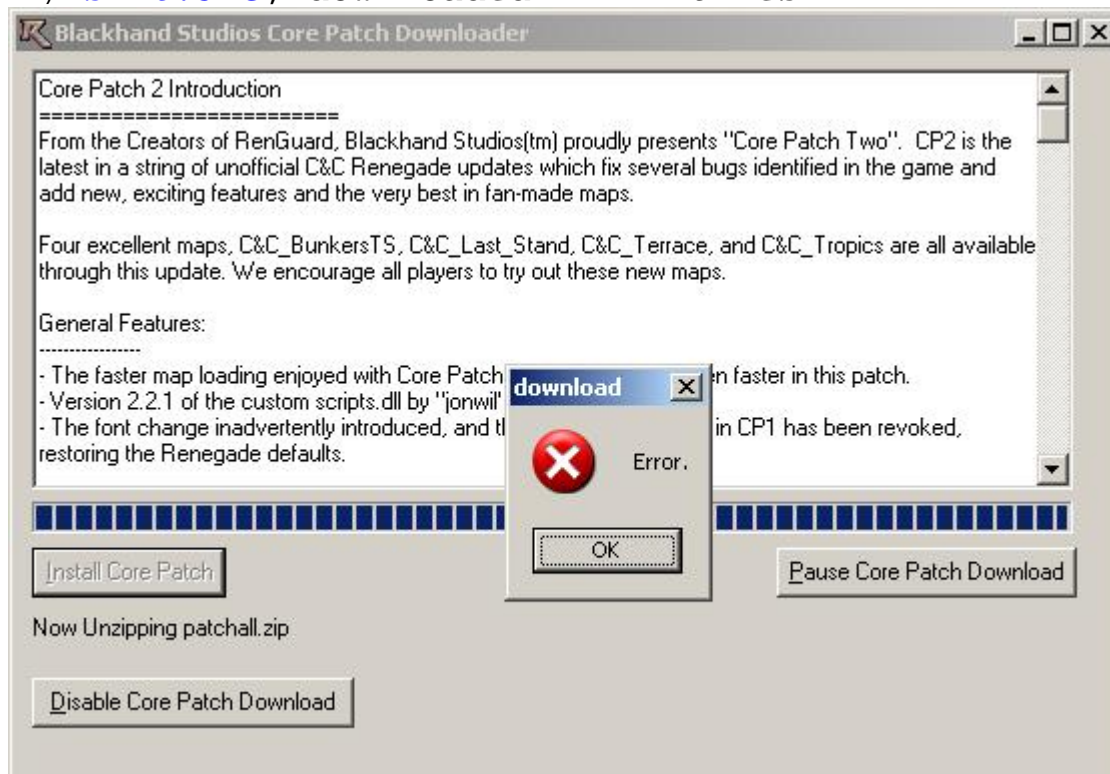 Blackhand Studios Core Patch Downloader
Core Patch 2 Introduction
=========================
From the Creators of RenGuard, Blackhand Studios(tm) proudly presents "Core Patch Two". CP2 is the
latest in a string of unofficial C&C Renegade updates which fix several bugs identified in the game and
add new, exciting features and the very best in fan-made maps.
Four excellent maps, C&C_BunkersTS, C&C_Last_Stand, C&C_Terrace, and C&C_Tropics are all available
through this update. We encourage all players to try out these new maps.
General Features:
----------------
- The faster map loading enjoyed with Core Patch
en faster in this patch.
- Version 2.2.1 of the custom scripts.dll by "jonwil"
- The font change inadvertently introduced, and
in CP1 has been revoked,
restoring the Renegade defaults.
download
Error.
OK
Install Core Patch
Pause Core Patch Download
Now Unzipping patchall.zip
Disable Core Patch Download